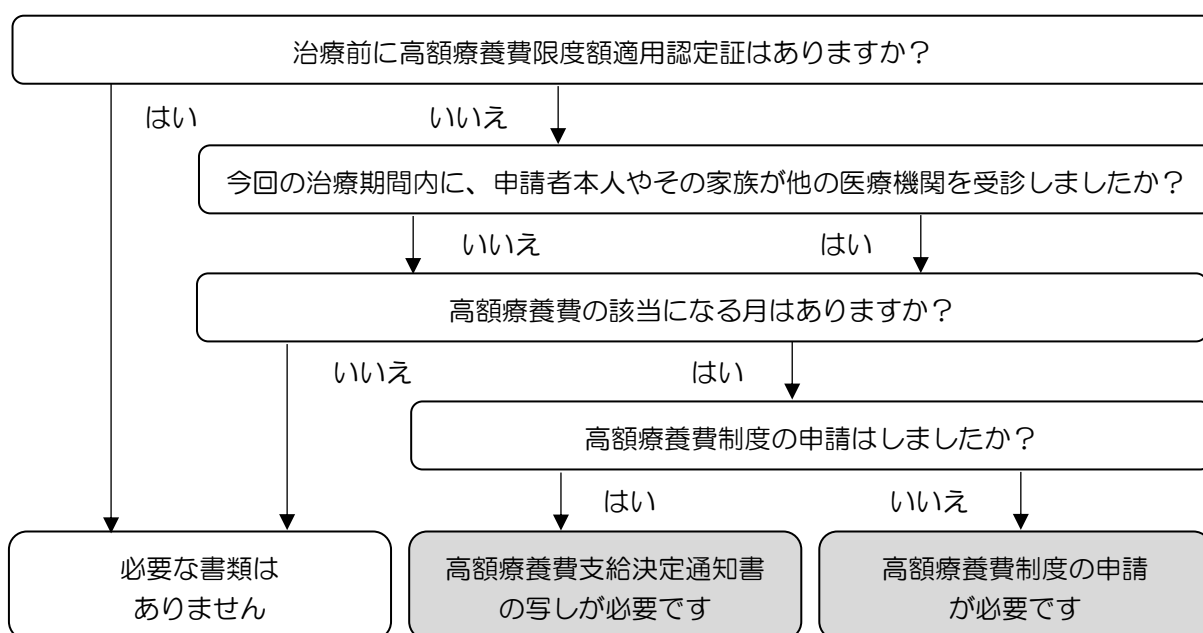 治療前に高額療養費限度額適用認定証はありますか？
はい
いいえ
今回の治療期間内に、申請者本人やその家族が他の医療機関を受診しましたか？
いいえ
はい
高額療養費の該当になる月はありますか？
いいえ
はい
高額療養費制度の申請はしましたか？
はい
いいえ
必要な書類は
ありません
高額療養費支給決定通知書
の写しが必要です
高額療養費制度の申請
が必要です